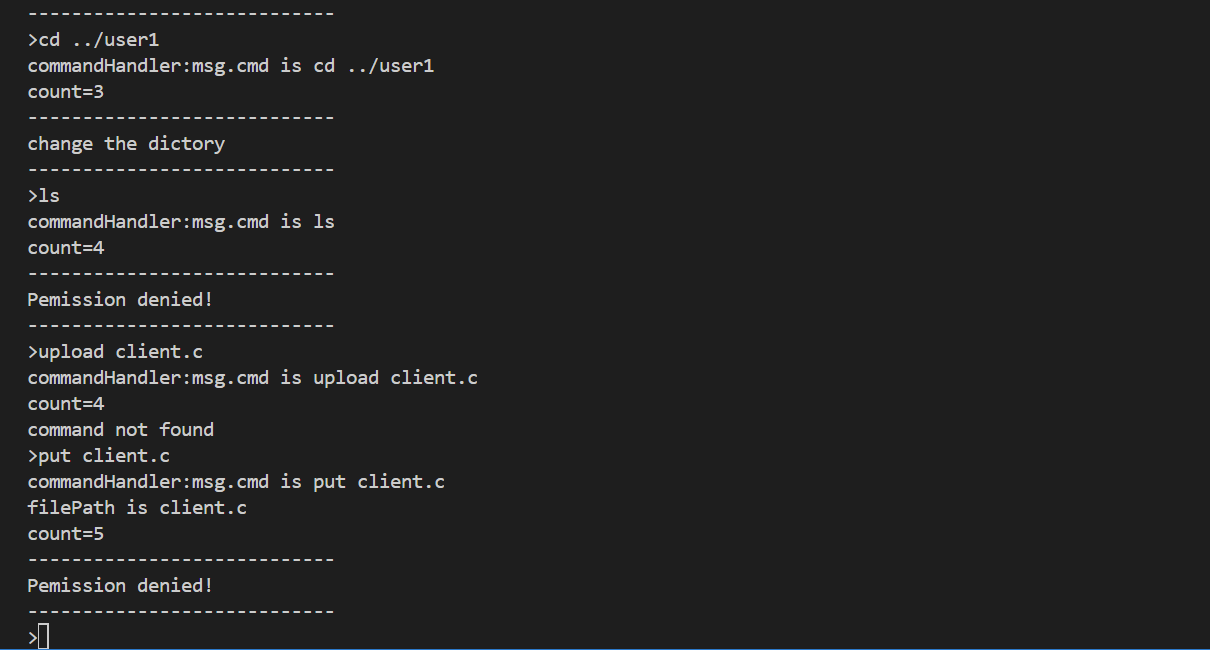 ----------------------------
>cd ../user1
commandHandler:msg.cmd is cd ../user1
count=3
----------------------------
change the dictory
----------------------------
>ls
commandHandler:msg.cmd is ls
count=4
----------------------------
Pemission denied!
----------------------------
>upload client.c
commandHandler:msg.cmd is upload client.c
count=4
command not found
>put client.c
commandHandler:msg.cmd is put client.c
filePath is client.c
count=5
----------------------------
Pemission denied!
----------------------------
>